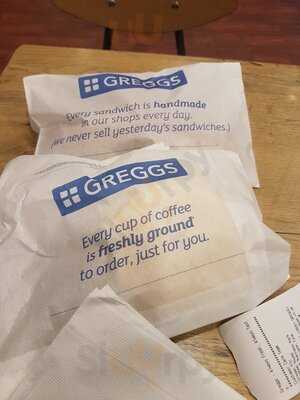 GREGGS
Every sandwich is handmade
in our shops every day.
(we never sell yesterday's sandwiches.)
GREGGS
Every cup of coffee
is freshly ground
to order, just for you.